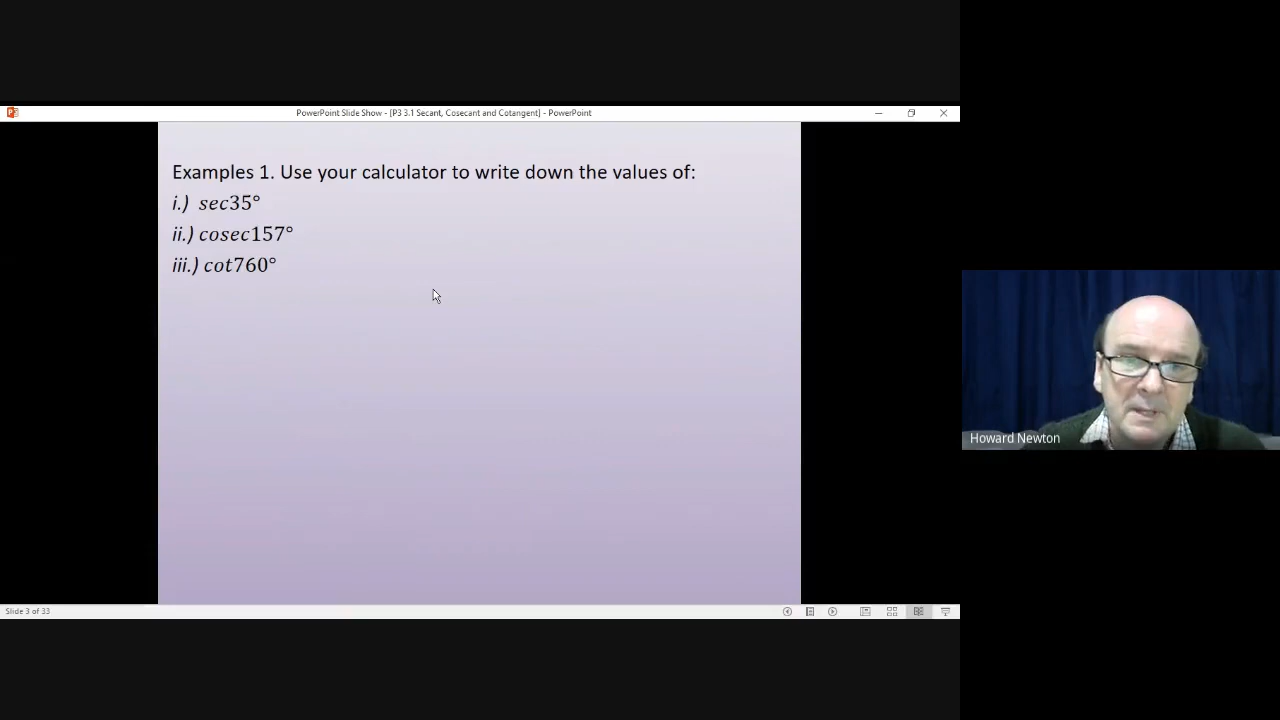 PowerPoint Slide Show - [P3 3.1 Secant, Cosecant and Cotangent] - PowerPoint
Examples 1. Use your calculator to write down the values of:
i.) sec35°
ii.) cosec157°
iii.) cot760°
Howard Newton
Slide 3 of 33